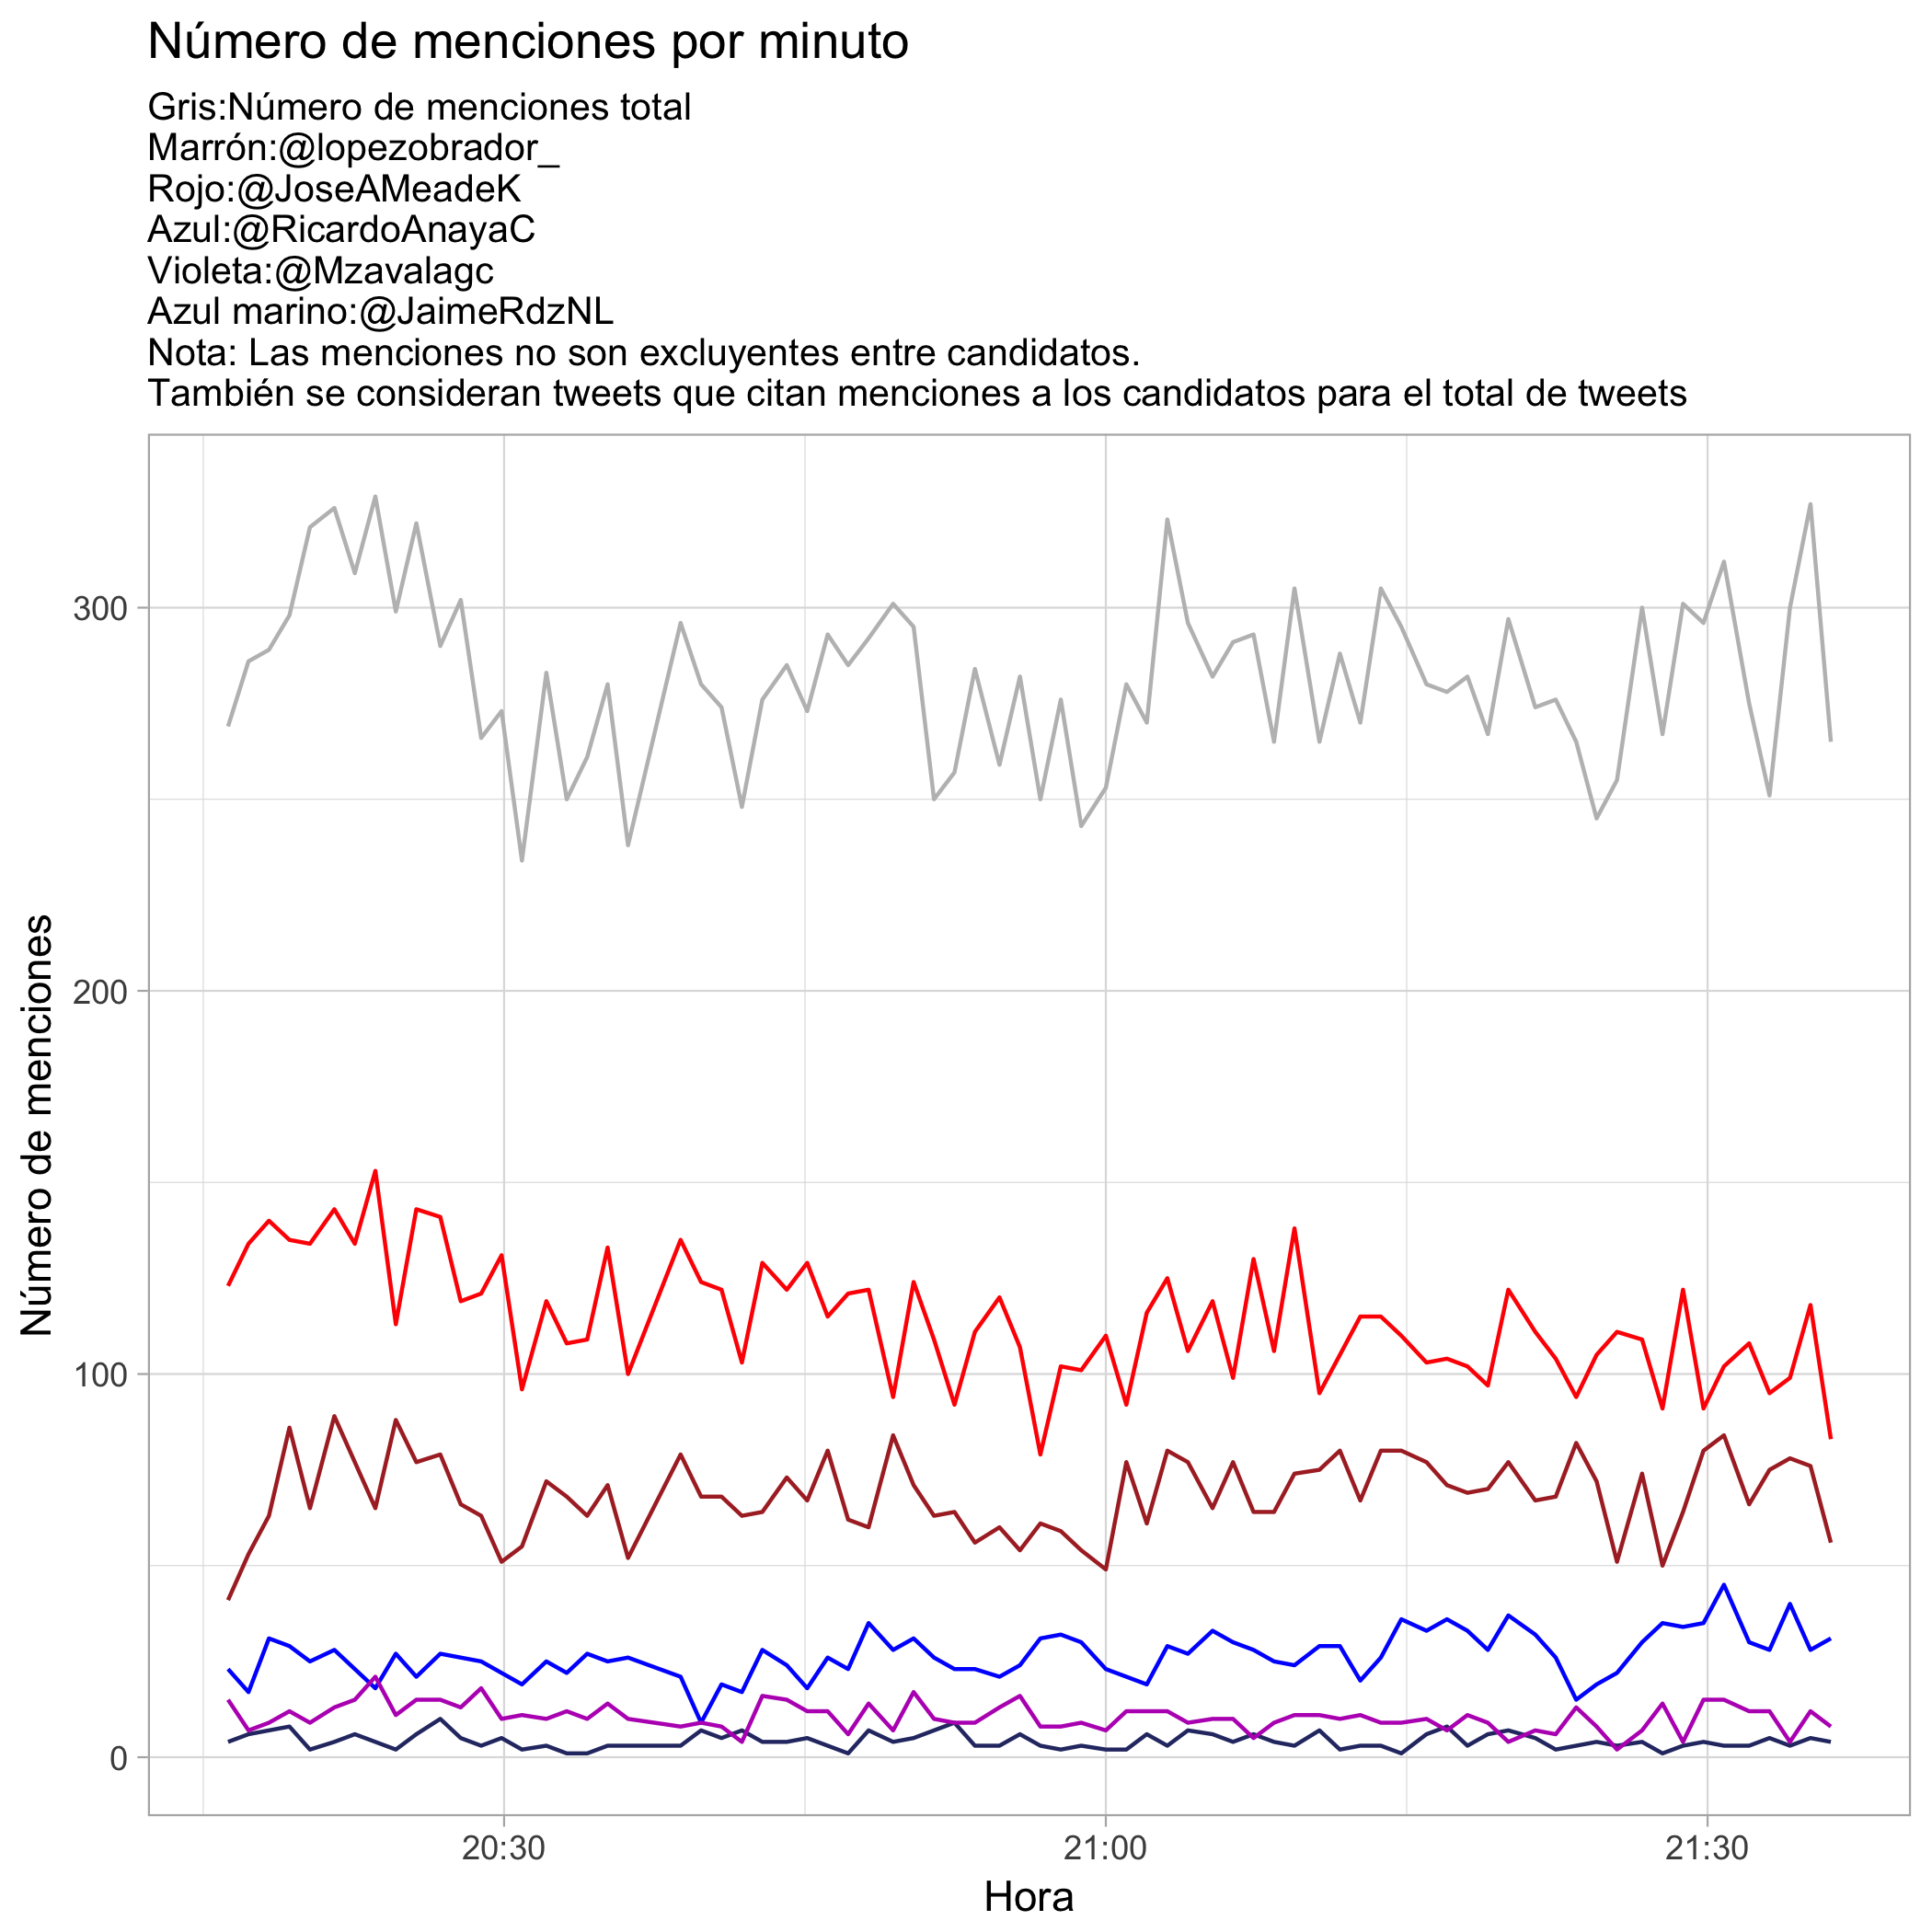 Número de menciones por minuto
Gris:Número de menciones total
Marrón:@lopezobrador_
Rojo:@JoseAMeadeK
Azul:@RicardoAnayaC
Violeta:@Mzavalagc
Azul marino:@JaimeRdzNL
Nota: Las menciones no son excluyentes entre candidatos.
También se consideran tweets que citan menciones a los candidatos para el total de tweets
Número de menciones
300
200
100
0
20:30
21:00
21:30
Hora